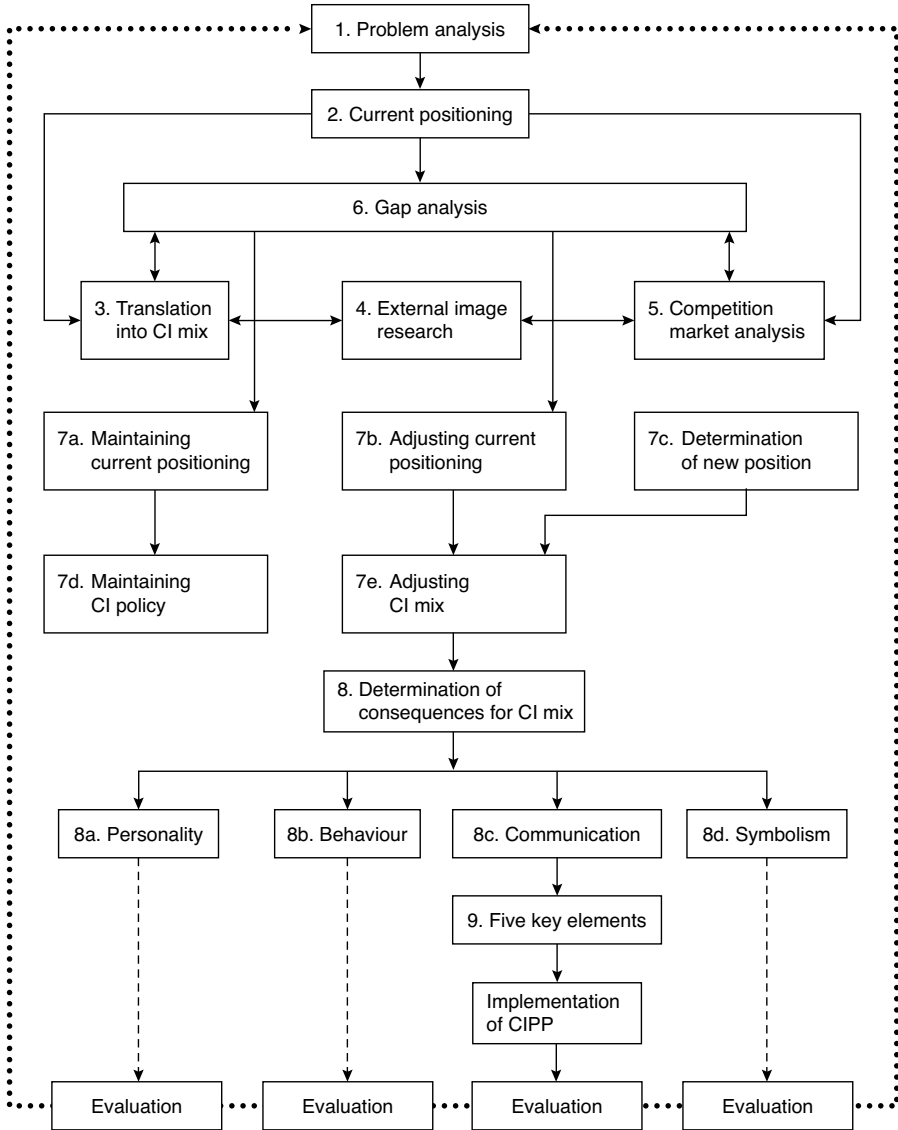 1. Problem analysis
2. Current positioning
6. Gap analysis
3. Translation
into CI mix
4. External image
research
5. Competition
market analysis
7a. Maintaining
current positioning
7b. Adjusting current
positioning
7c. Determination
of new position
7d. Maintaining
CI policy
7e. Adjusting
CI mix
8. Determination of
consequences for CI mix
8a. Personality
8b. Behaviour
8c. Communication
8d. Symbolism
9. Five key elements
Implementation
of CIPP
Evaluation
Evaluation
Evaluation
Evaluation